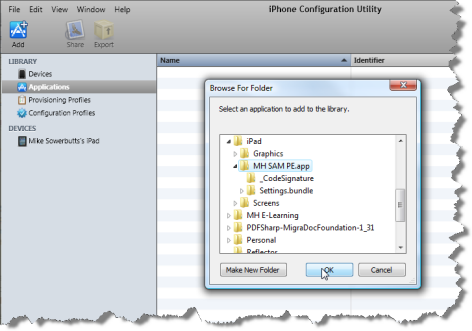 File Edit View Window Help
iPhone Configuration Utility
Add Share Export
LIBRARY
Devices
Applications
Provisioning Profiles
Configuration Profiles
DEVICES
Mike Sowerbutts's iPad
Name Identifier
Browse For Folder
Select an application to add to the library.
iPad
Graphics
MH SAM PE.app
_CodeSignature
Settings.bundle
Screens
MH E-Learning
PDFSharp-MigraDocFoundation-1_31
Personal
Reflector
Make New Folder OK Cancel